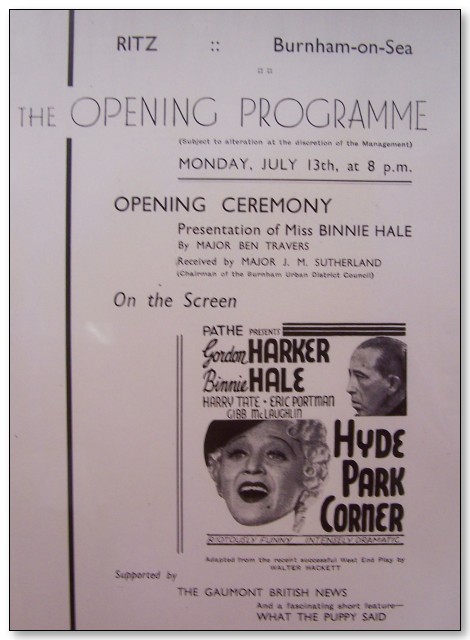 RITZ :: Burnham-on-Sea
THE OPENING PROGRAMME
(Subject to alteration at the discretion of the Management)
MONDAY, JULY 13th, at 8 p.m.
OPENING CEREMONY
Presentation of Miss BINNIE HALE
By MAJOR BEN TRAVERS
Received by MAJOR J. M. SUTHERLAND
(Chairman of the Burnham Urban District Council)
On the Screen
PATHE PRESENTS
Gordon HARKER
Binnie HALE
HARRY TATE • ERIC PORTMAN
GIBB McLAUGHLIN
HYDE
PARK
CORNER
RIOTOUSLY FUNNY INTENSELY DRAMATIC
Adapted from the recent successful West End Play by
WALTER HACKETT
Supported by
THE GAUMONT BRITISH NEWS
And a fascinating short feature—
WHAT THE PUPPY SAID